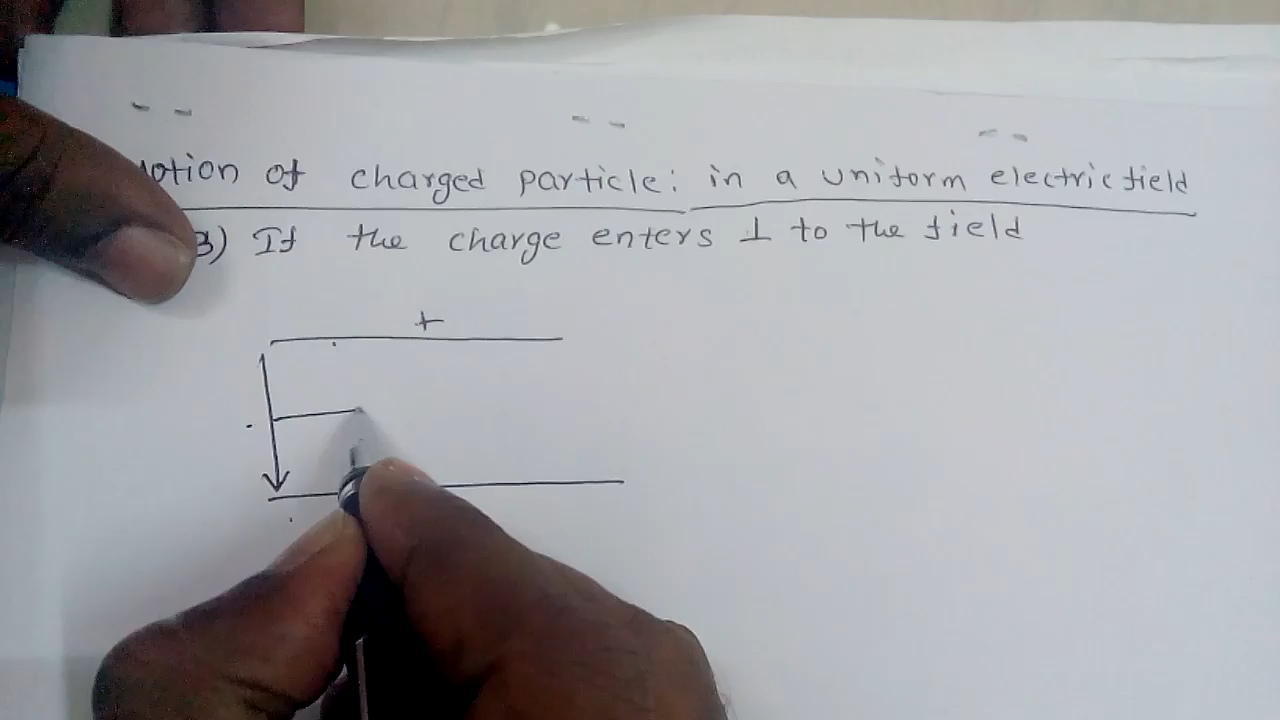 otion of charged particle: in a uniform electric field
3) If the charge enters ⊥ to the field
+